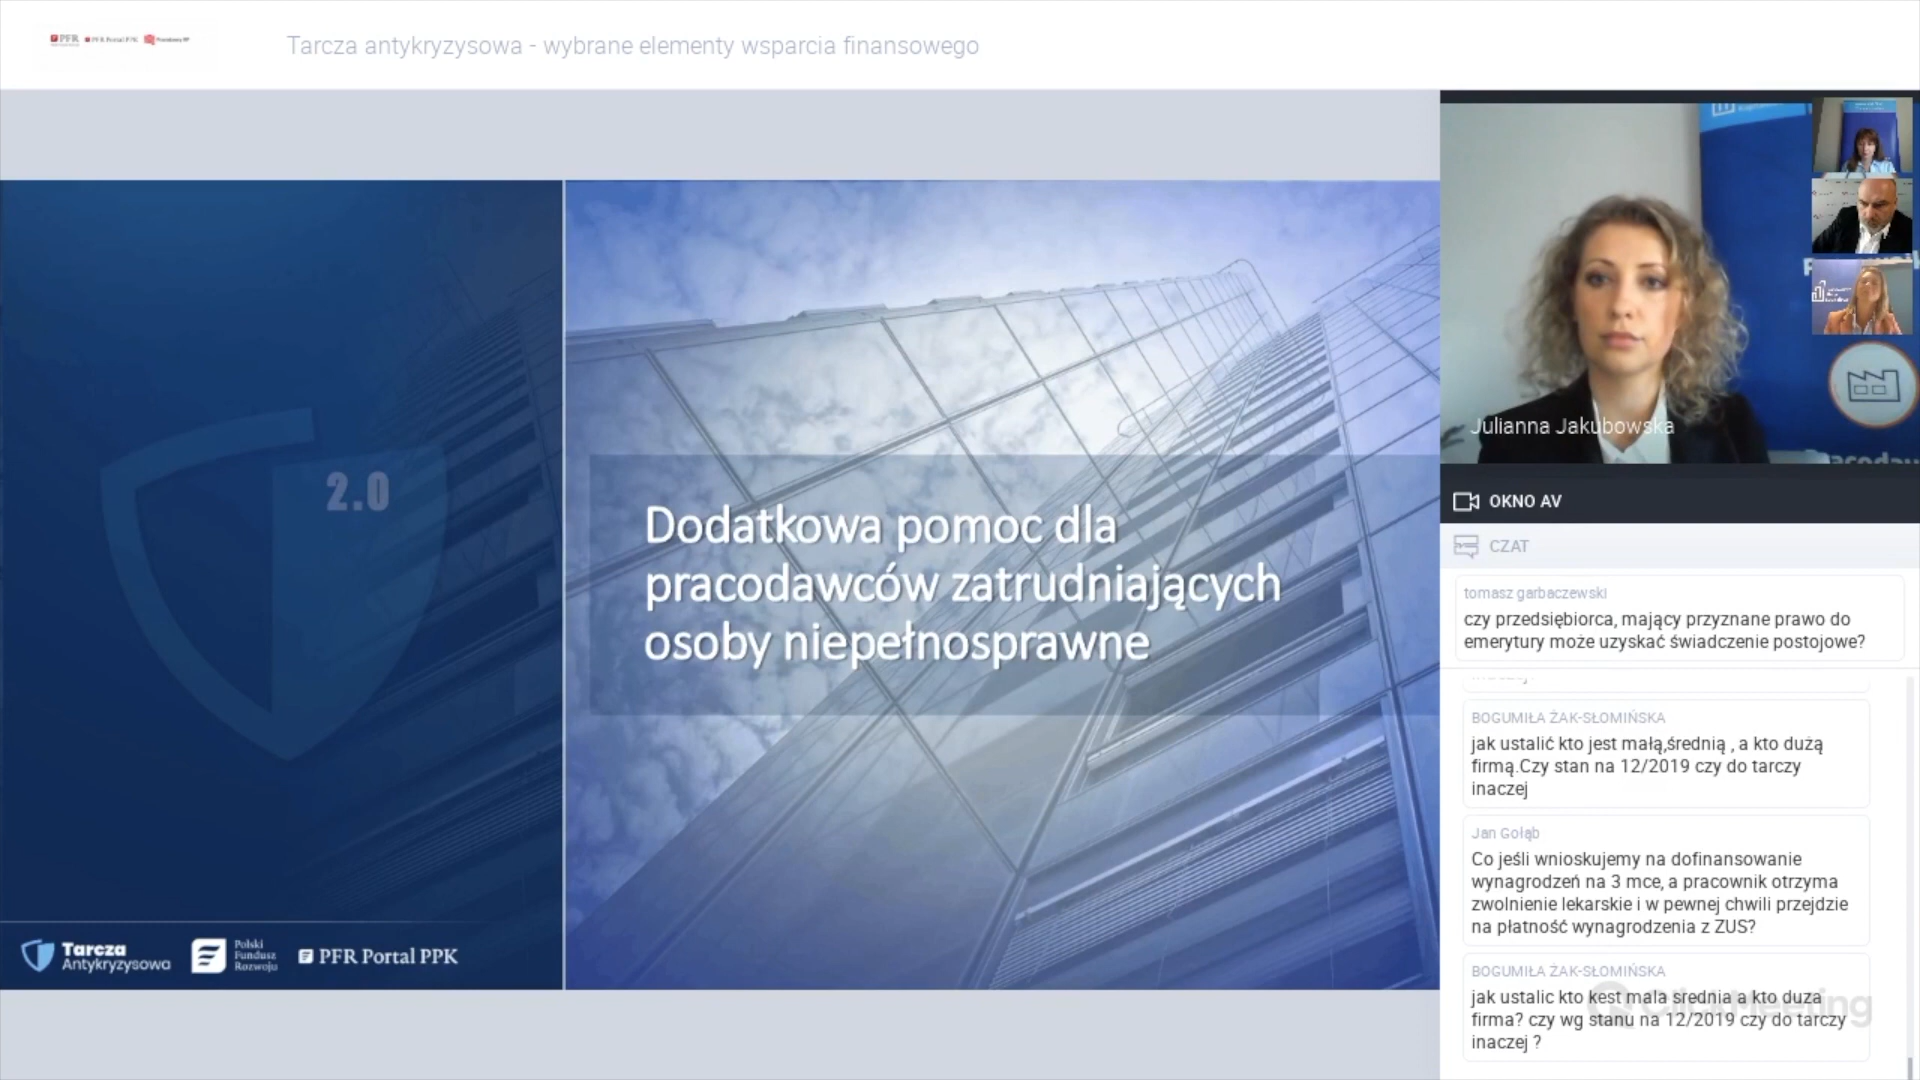 PFR PFR Portal PPK
Tarcza antykryzysowa - wybrane elementy wsparcia finansowego
2.0
Dodatkowa pomoc dla
pracodawców zatrudniających
osoby niepełnosprawne
Tarcza
Antykryzysowa
Polski
Fundusz
Rozwoju
PFR Portal PPK
Julianna Jakubowska
OKNO AV
CZAT
tomasz garbaczewski
czy przedsiębiorca, mający przyznane prawo do
emerytury może uzyskać świadczenie postojowe?
BOGUMIŁA ŻAK-SŁOMIŃSKA
jak ustalić kto jest małą,średnią , a kto dużą
firmą.Czy stan na 12/2019 czy do tarczy
inaczej
Jan Gołąb
Co jeśli wnioskujemy na dofinansowanie
wynagrodzeń na 3 mce, a pracownik otrzyma
zwolnienie lekarskie i w pewnej chwili przejdzie
na płatność wynagrodzenia z ZUS?
BOGUMIŁA ŻAK-SŁOMIŃSKA
jak ustalic kto kest mala srednia a kto duza
firma? czy wg stanu na 12/2019 czy do tarczy
inaczej ?
ClickMeeting